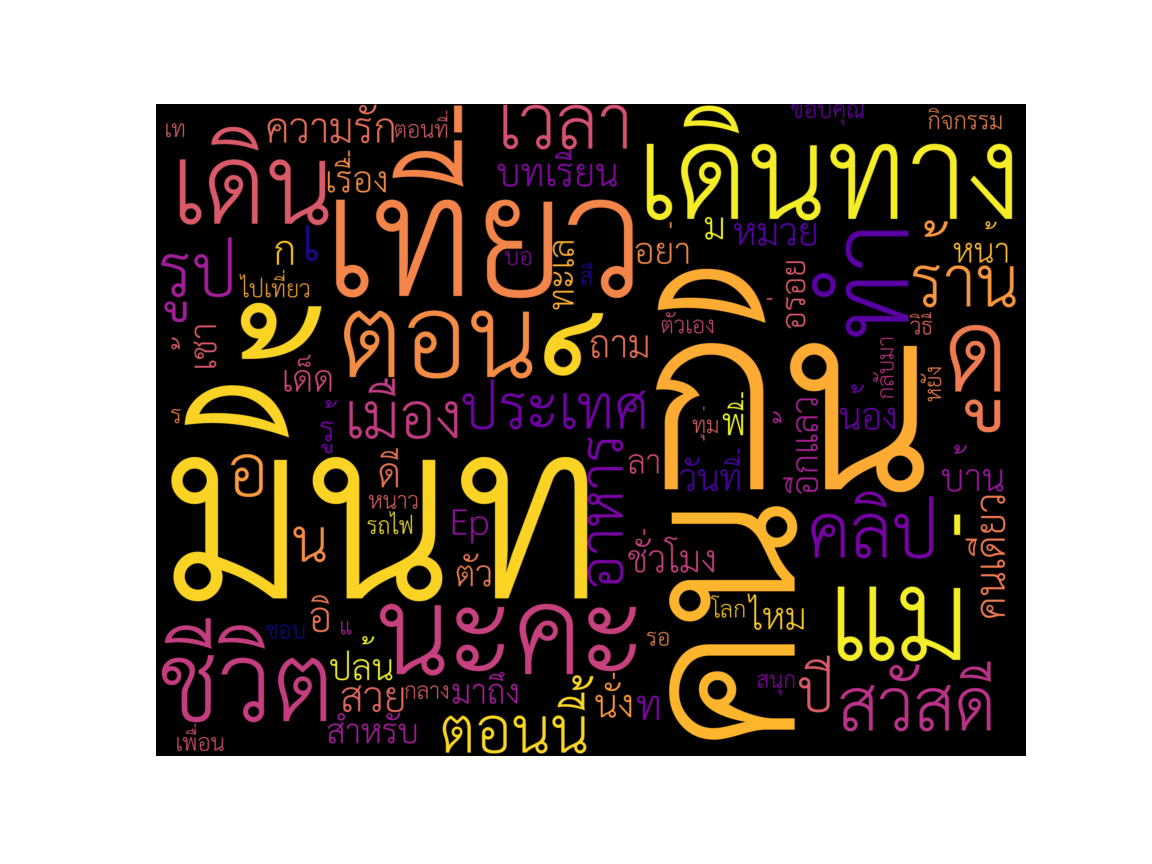 เท
ความรัก
ตอนที่
เวลา
ขอบคุณ
กิจกรรม
เดิน
เรื่อง
เที่ยว
บทเรียน
เดินทาง
ม
หมวย
ทำ
หน้า
รูป
ก
เ
ไปเที่ยว
บอ
ทะเล
อย่า
อร่อย
ร้าน
เขา
ตอน
ถาม
ตัวเอง
วิธี
ดู
เด็ด
กลับมา
หยัง
ร
เมือง
ประเทศ
กิน
ทุ่ม
พี่
น้อง
มินท
อ
ดี
หนาว
รถไฟ
Ep
อาหาร
ลา
วันที่
บ้าน
น
ตัว
ชั่วโมง
คลิป
คนเดียว
คน
โลก
ไหม
แม่
ชีวิต
ชอบ
อิ
แ
นะคะ
รอ
ปล้น
สวย
กลาง
มาถึง
นั่ง
ท
สนุก
ปี
สวัสดี
เพื่อน
สำหรับ
ตอนนี้